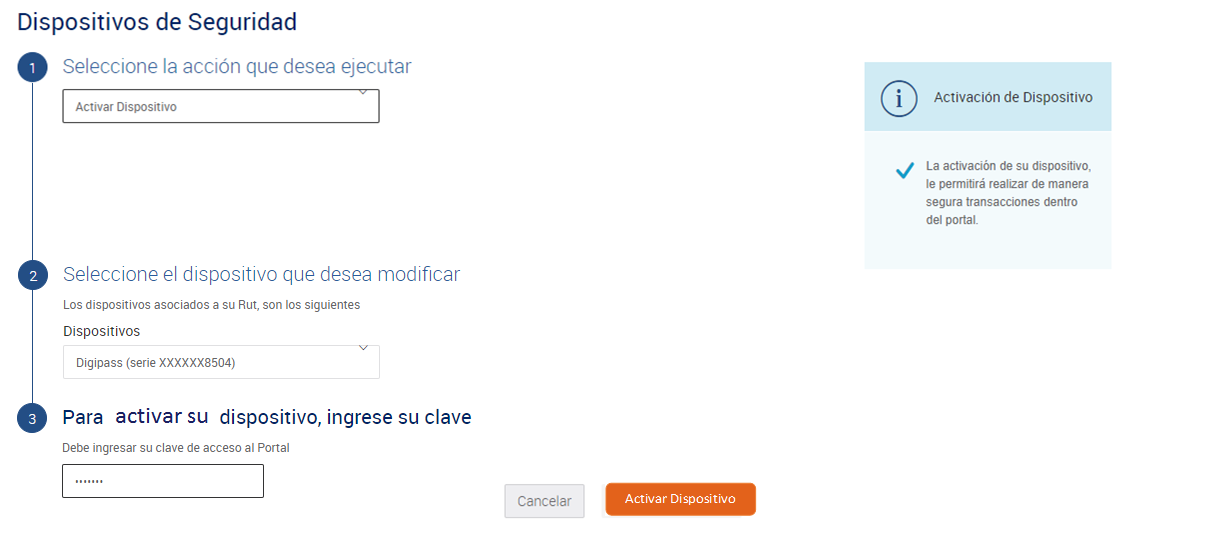 Dispositivos de Seguridad
1 Seleccione la acción que desea ejecutar
Activar Dispositivo
i Activación de Dispositivo
La activación de su dispositivo,
le permitirá realizar de manera
segura transacciones dentro
del portal.
2 Seleccione el dispositivo que desea modificar
Los dispositivos asociados a su Rut, son los siguientes
Dispositivos
Digipass (serie XXXXXX8504)
3 Para activar su dispositivo, ingrese su clave
Debe ingresar su clave de acceso al Portal
•••••••
Cancelar
Activar Dispositivo